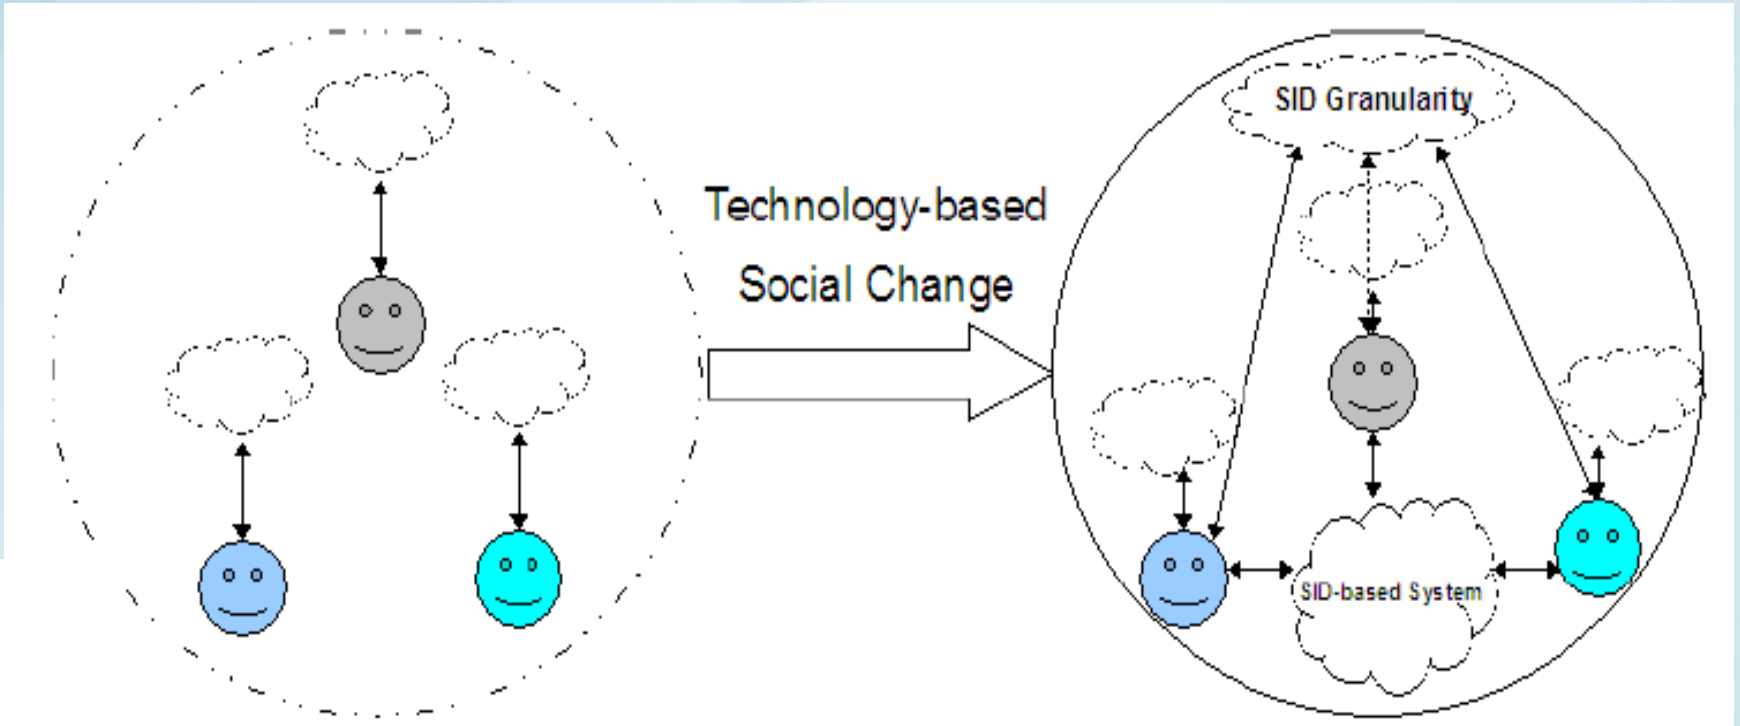 Technology-based
Social Change
SID Granularity
SID-based System